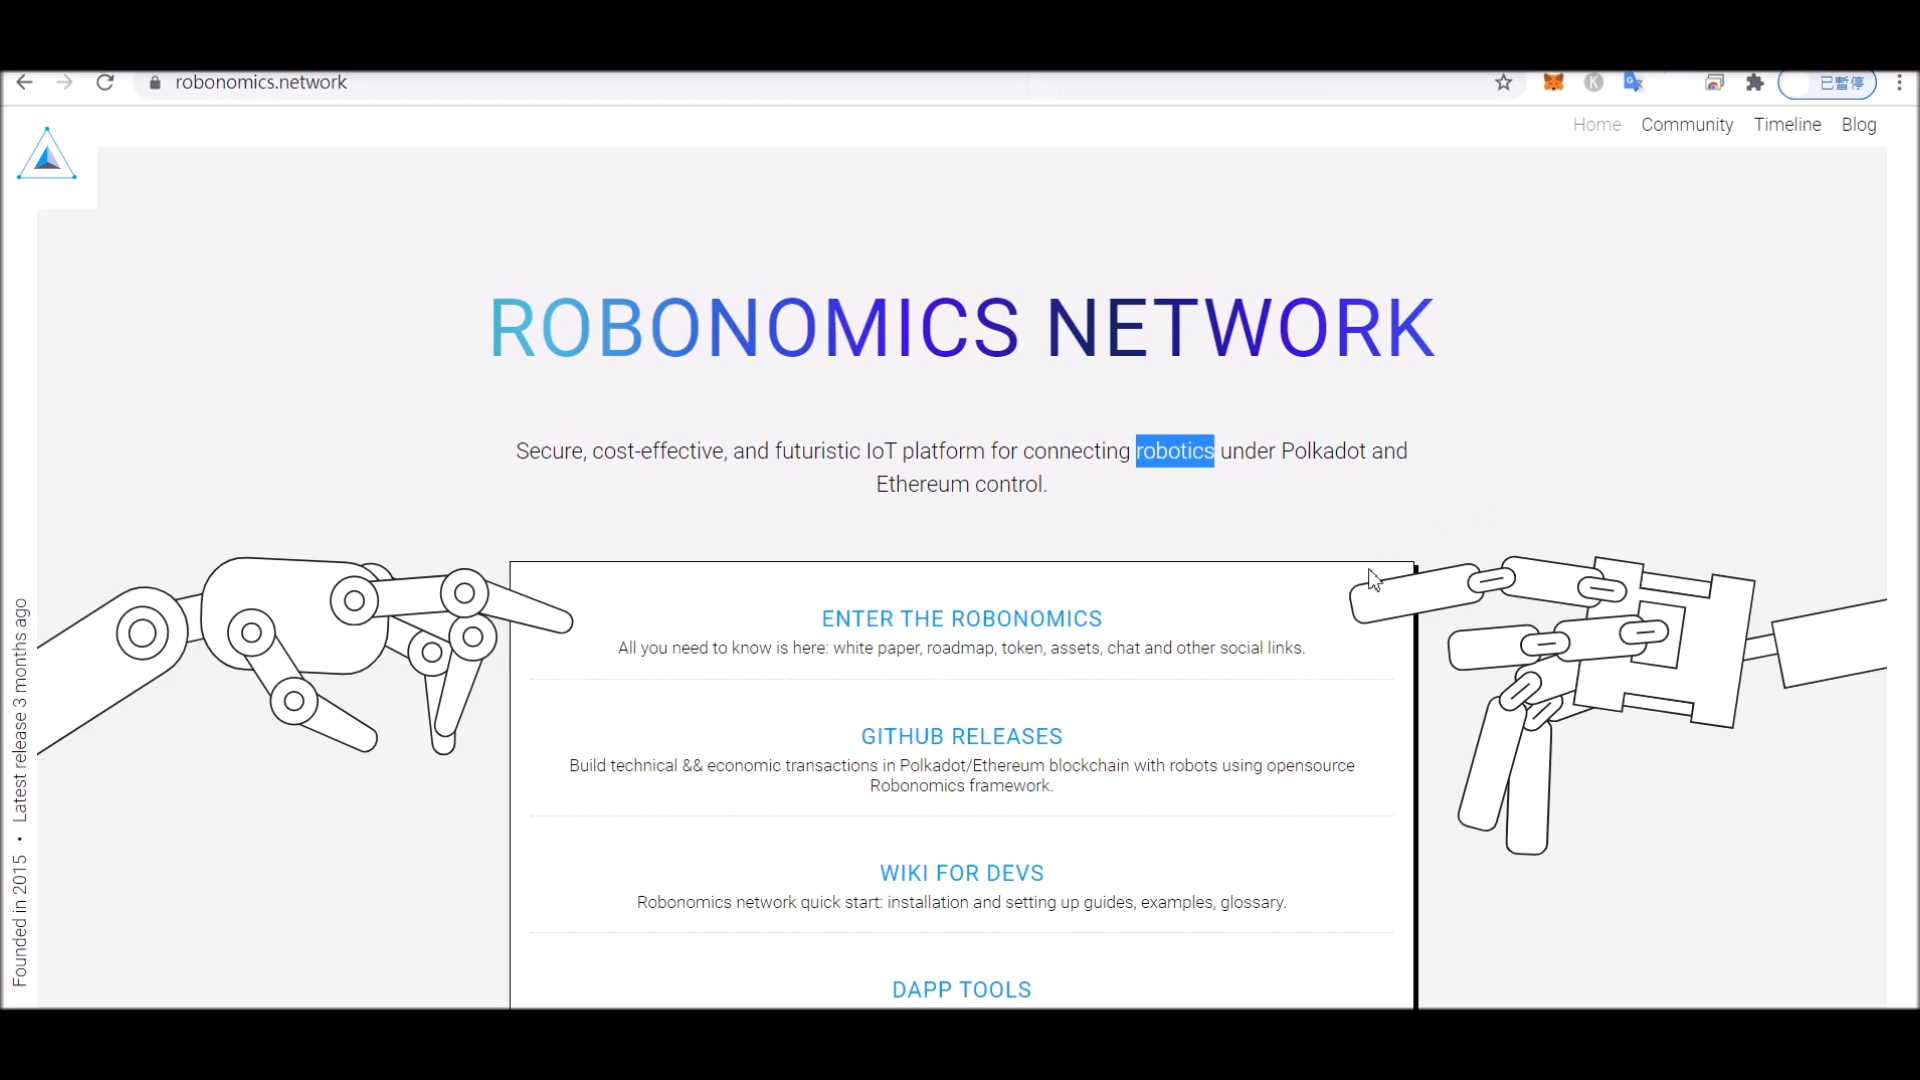 robonomics.network
已暫停
Home Community Timeline Blog
ROBONOMICS NETWORK
Secure, cost-effective, and futuristic IoT platform for connecting robotics under Polkadot and
Ethereum control.
ENTER THE ROBONOMICS
All you need to know is here: white paper, roadmap, token, assets, chat and other social links.
GITHUB RELEASES
Build technical && economic transactions in Polkadot/Ethereum blockchain with robots using opensource
Robonomics framework.
WIKI FOR DEVS
Robonomics network quick start: installation and setting up guides, examples, glossary.
DAPP TOOLS
Founded in 2015 • Latest release 3 months ago